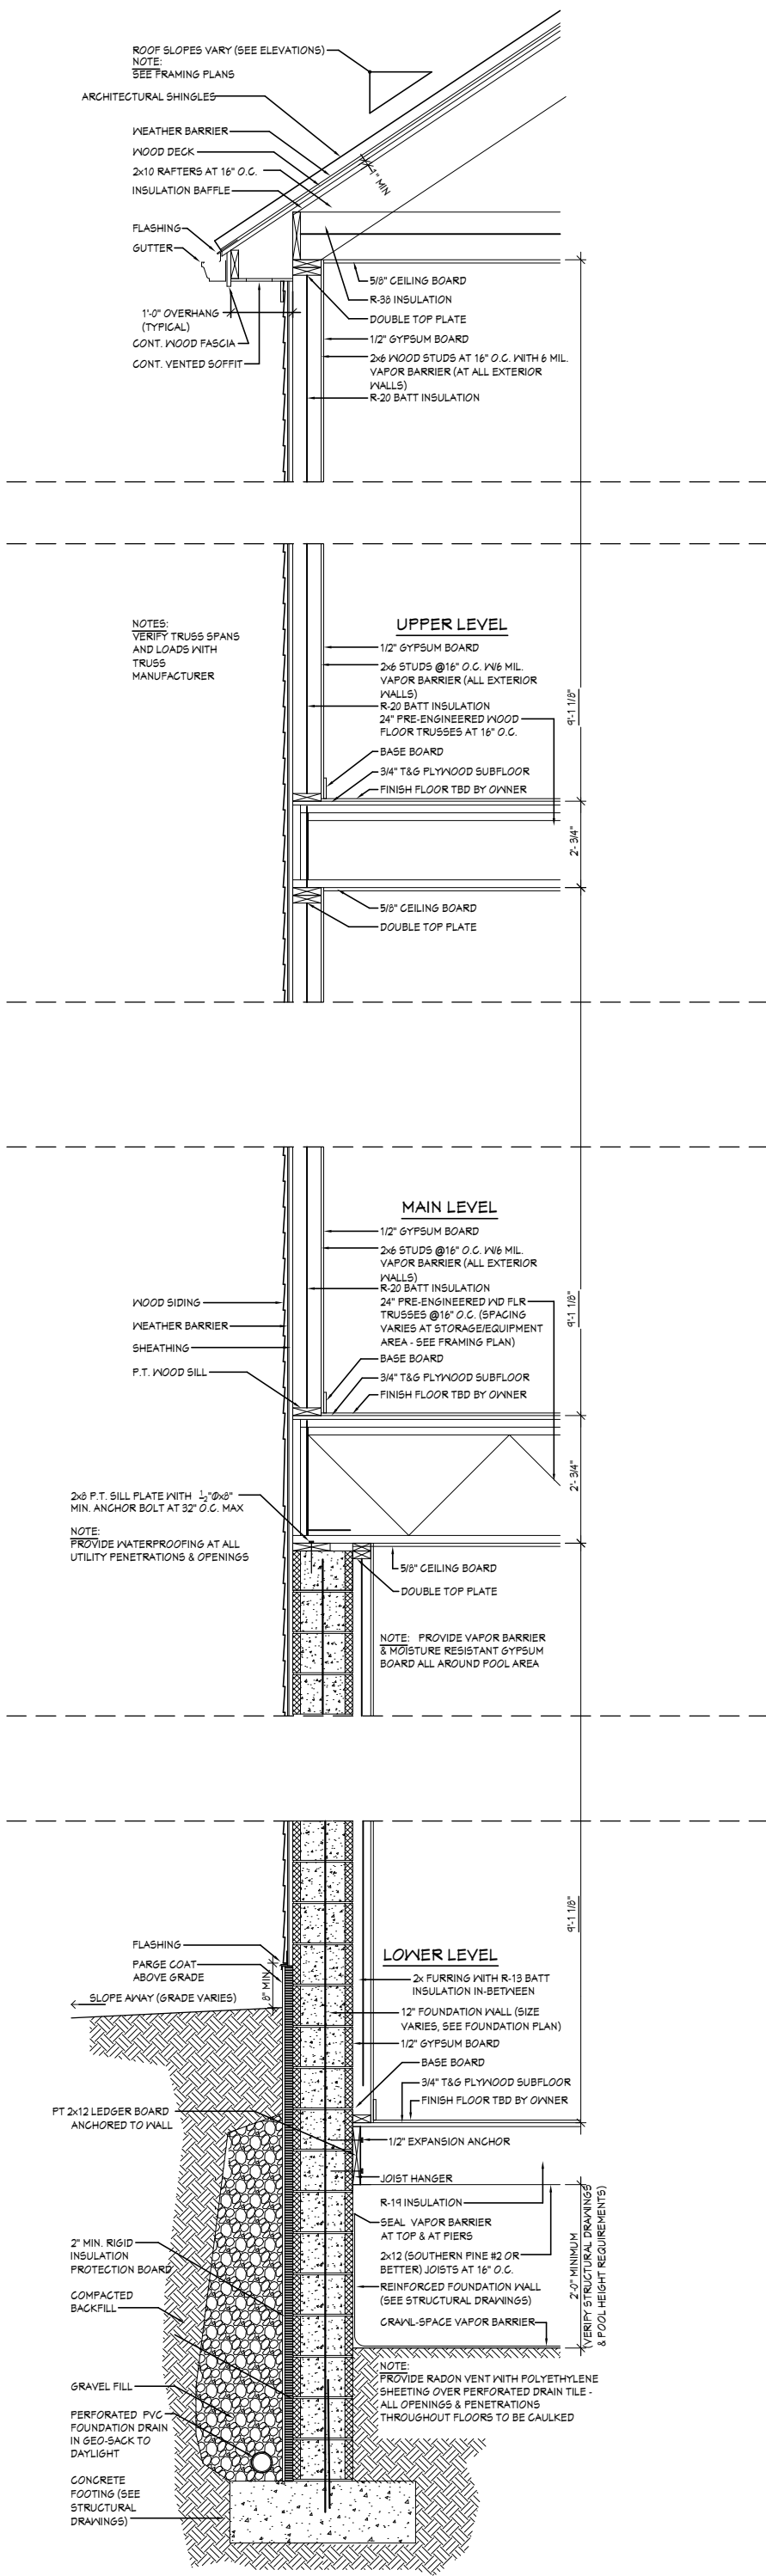 ROOF SLOPES VARY (SEE ELEVATIONS)
NOTE:
SEE FRAMING PLANS
ARCHITECTURAL SHINGLES
WEATHER BARRIER
WOOD DECK
2x10 RAFTERS AT 16" O.C.
INSULATION BAFFLE
1" MIN
FLASHING
GUTTER
1'-0" OVERHANG
(TYPICAL)
CONT. WOOD FASCIA
CONT. VENTED SOFFIT
5/8" CEILING BOARD
R-38 INSULATION
DOUBLE TOP PLATE
1/2" GYPSUM BOARD
2x6 WOOD STUDS AT 16" O.C. WITH 6 MIL.
VAPOR BARRIER (AT ALL EXTERIOR
WALLS)
R-20 BATT INSULATION
NOTES:
VERIFY TRUSS SPANS
AND LOADS WITH
TRUSS
MANUFACTURER
UPPER LEVEL
1/2" GYPSUM BOARD
2x6 STUDS @16" O.C. W/6 MIL.
VAPOR BARRIER (ALL EXTERIOR
WALLS)
R-20 BATT INSULATION
24" PRE-ENGINEERED WOOD
FLOOR TRUSSES AT 16" O.C.
BASE BOARD
3/4" T&G PLYWOOD SUBFLOOR
FINISH FLOOR TBD BY OWNER
9'-1 1/8"
2'- 3/4"
5/8" CEILING BOARD
DOUBLE TOP PLATE
MAIN LEVEL
1/2" GYPSUM BOARD
2x6 STUDS @16" O.C. W/6 MIL.
VAPOR BARRIER (ALL EXTERIOR
WALLS)
R-20 BATT INSULATION
24" PRE-ENGINEERED WD FLR
TRUSSES @16" O.C. (SPACING
VARIES AT STORAGE/EQUIPMENT
AREA - SEE FRAMING PLAN)
BASE BOARD
3/4" T&G PLYWOOD SUBFLOOR
FINISH FLOOR TBD BY OWNER
9'-1 1/8"
WOOD SIDING
WEATHER BARRIER
SHEATHING
P.T. WOOD SILL
2'- 3/4"
2x8 P.T. SILL PLATE WITH 1/2"Øx8"
MIN. ANCHOR BOLT AT 32" O.C. MAX
NOTE:
PROVIDE WATERPROOFING AT ALL
UTILITY PENETRATIONS & OPENINGS
5/8" CEILING BOARD
DOUBLE TOP PLATE
NOTE: PROVIDE VAPOR BARRIER
& MOISTURE RESISTANT GYPSUM
BOARD ALL AROUND POOL AREA
9'-1 1/8"
FLASHING
PARGE COAT
ABOVE GRADE
8" MIN
SLOPE AWAY (GRADE VARIES)
LOWER LEVEL
2x FURRING WITH R-13 BATT
INSULATION IN-BETWEEN
12" FOUNDATION WALL (SIZE
VARIES, SEE FOUNDATION PLAN)
1/2" GYPSUM BOARD
BASE BOARD
3/4" T&G PLYWOOD SUBFLOOR
FINISH FLOOR TBD BY OWNER
PT 2x12 LEDGER BOARD
ANCHORED TO WALL
1/2" EXPANSION ANCHOR
JOIST HANGER
R-19 INSULATION
SEAL VAPOR BARRIER
AT TOP & AT PIERS
2x12 (SOUTHERN PINE #2 OR
BETTER) JOISTS AT 16" O.C.
REINFORCED FOUNDATION WALL
(SEE STRUCTURAL DRAWINGS)
CRAWL-SPACE VAPOR BARRIER
2'-0" MINIMUM
(VERIFY STRUCTURAL DRAWINGS
& POOL HEIGHT REQUIREMENTS)
2" MIN. RIGID
INSULATION
PROTECTION BOARD
COMPACTED
BACKFILL
GRAVEL FILL
PERFORATED PVC
FOUNDATION DRAIN
IN GEO-SACK TO
DAYLIGHT
CONCRETE
FOOTING (SEE
STRUCTURAL
DRAWINGS)
NOTE:
PROVIDE RADON VENT WITH POLYETHYLENE
SHEETING OVER PERFORATED DRAIN TILE -
ALL OPENINGS & PENETRATIONS
THROUGHOUT FLOORS TO BE CAULKED